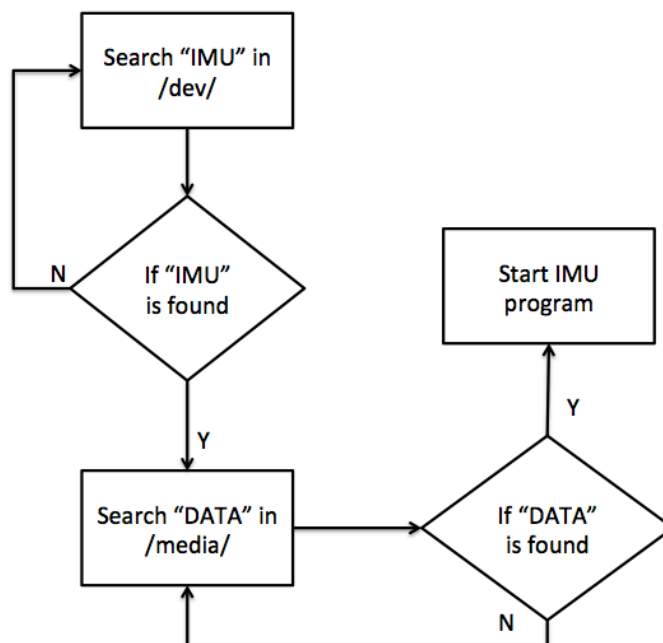 Search “IMU” in
/dev/
N
If “IMU”
is found
Y
Search “DATA” in
/media/
If “DATA”
is found
N
Y
Start IMU
program